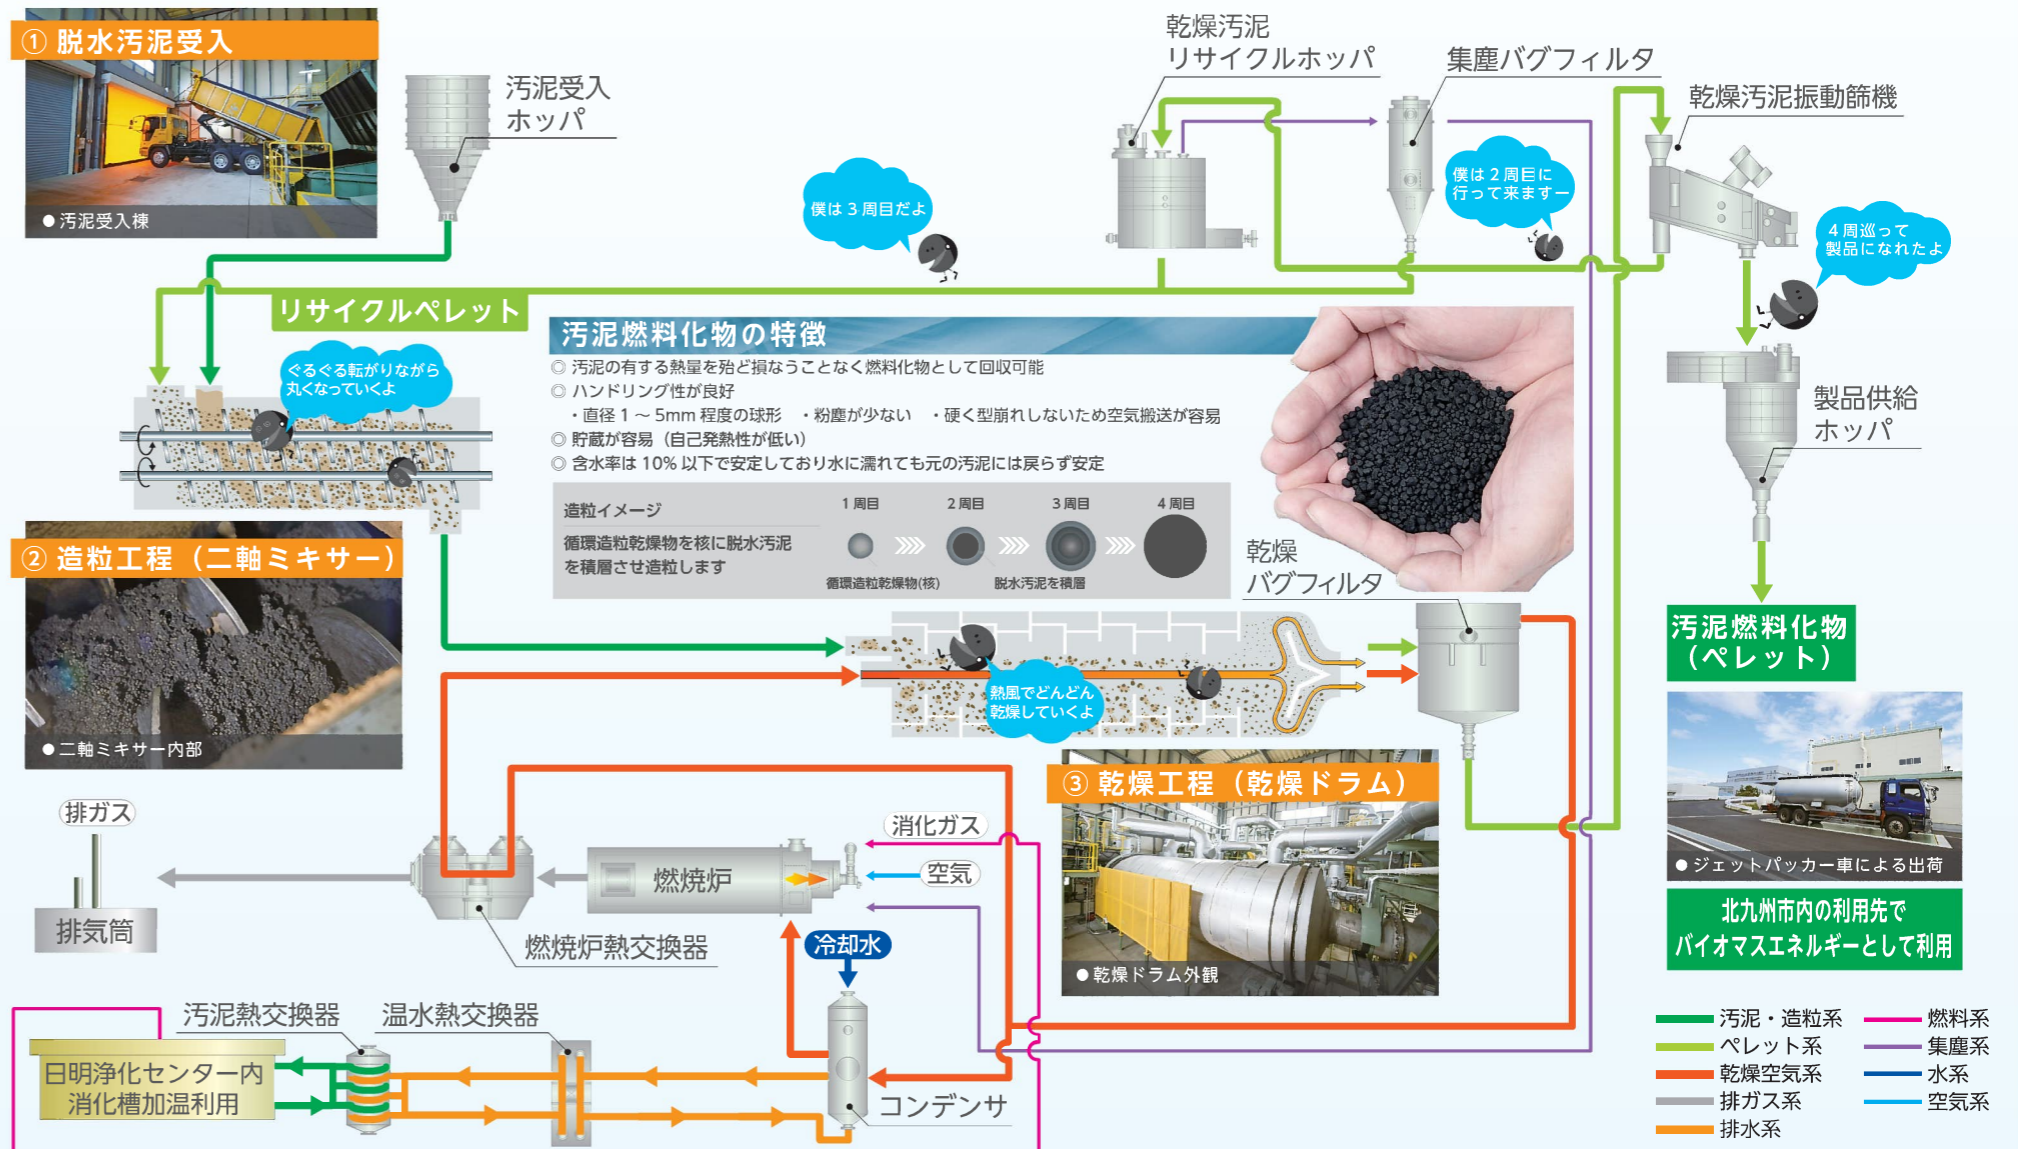 ① 脱水汚泥受入
●汚泥受入棟
汚泥受入
ホッパ
乾燥汚泥
リサイクルホッパ
集塵バグフィルタ
乾燥汚泥振動篩機
僕は3周目だよ
僕は2周目に
行って来ますー
4周巡って
製品になれたよ
リサイクルペレット
ぐるぐる転がりながら
丸くなっていくよ
汚泥燃料化物の特徴
◎ 汚泥の有する熱量を殆ど損なうことなく燃料化物として回収可能
◎ ハンドリング性が良好
・直径1～5mm程度の球形 ・粉塵が少ない ・硬く型崩れしないため空気搬送が容易
◎ 貯蔵が容易（自己発熱性が低い）
◎ 含水率は10%以下で安定しており水に濡れても元の汚泥には戻らず安定
造粒イメージ
循環造粒乾燥物を核に脱水汚泥
を積層させ造粒します
1周目
2周目
3周目
4周目
循環造粒乾燥物(核)
脱水汚泥を積層
製品供給
ホッパ
② 造粒工程（二軸ミキサー）
●二軸ミキサー内部
乾燥
バグフィルタ
熱風でどんどん
乾燥していくよ
汚泥燃料化物
（ペレット）
③ 乾燥工程（乾燥ドラム）
●乾燥ドラム外観
●ジェットパッカー車による出荷
北九州市内の利用先で
バイオマスエネルギーとして利用
排ガス
排気筒
燃焼炉
消化ガス
空気
燃焼炉熱交換器
冷却水
汚泥熱交換器
温水熱交換器
日明浄化センター内
消化槽加温利用
コンデンサ
汚泥・造粒系
ペレット系
乾燥空気系
排ガス系
排水系
燃料系
集塵系
水系
空気系